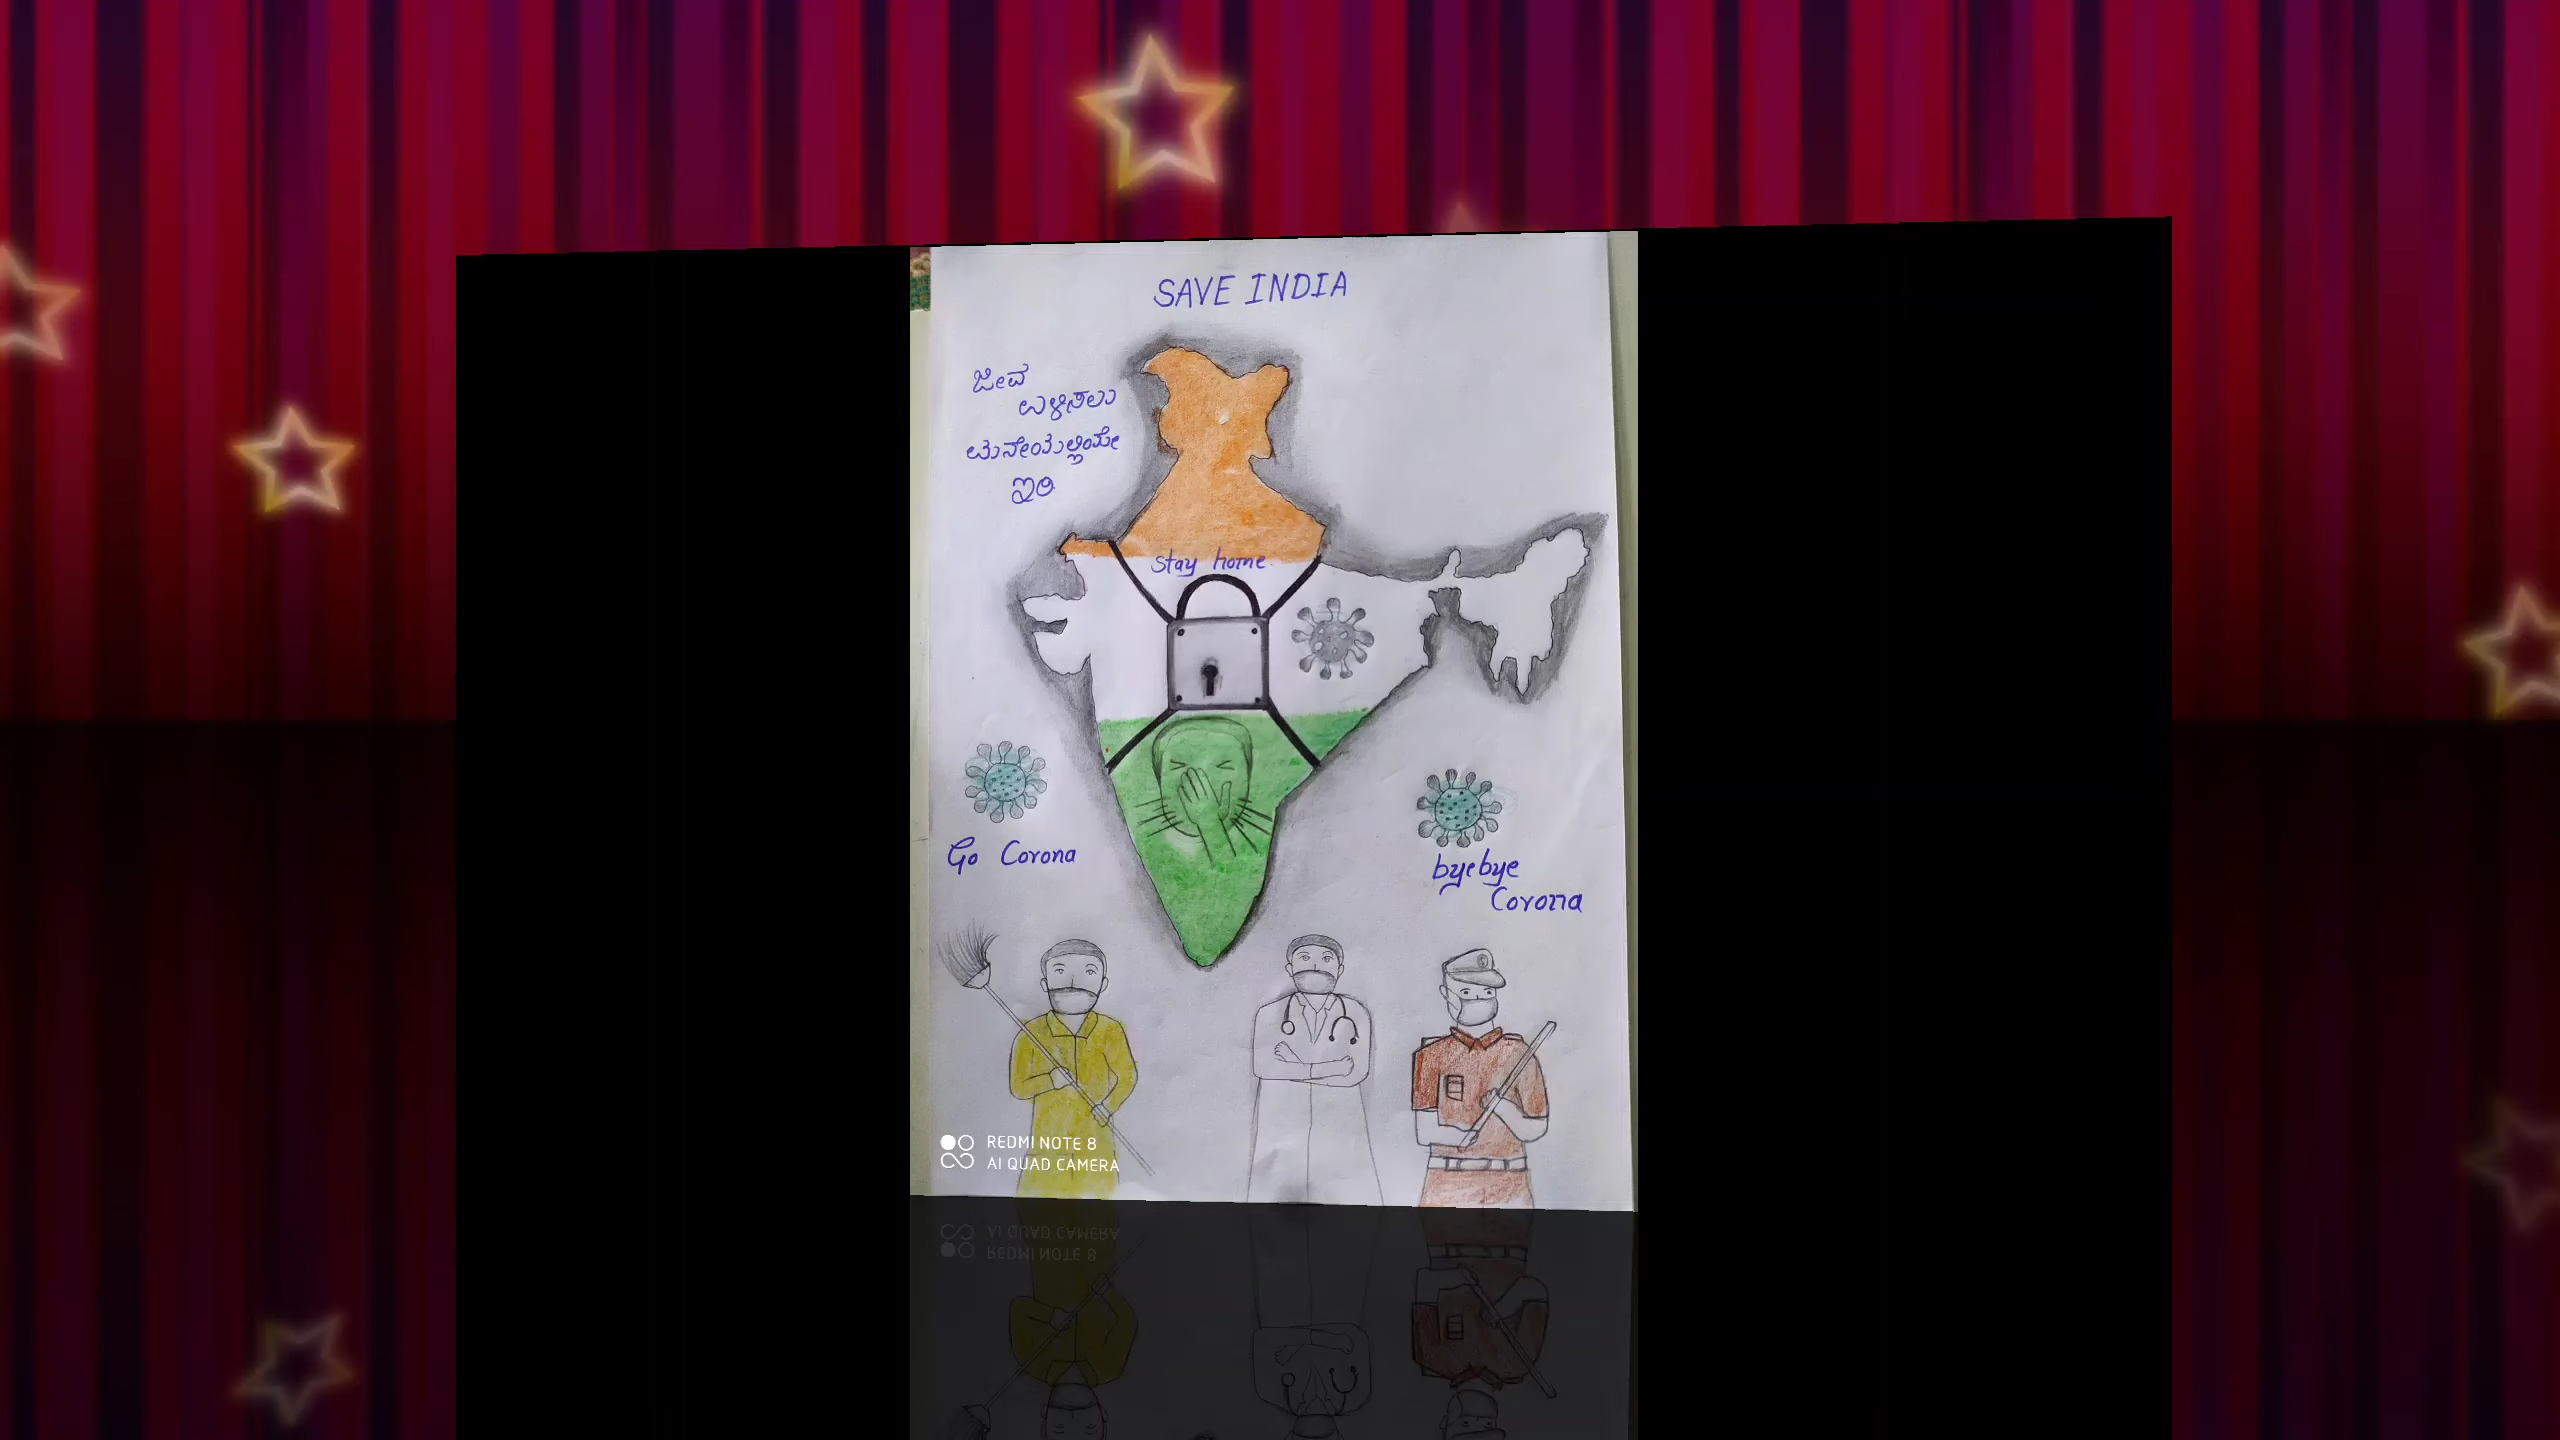 SAVE INDIA
ಜೀವ
ಉಳಿಸಲು
ಮನೇಯಲ್ಲಿಯೇ
ಇರಿ
Stay home
Go Corona
byebye
Corona
REDMI NOTE 8
AI QUAD CAMERA